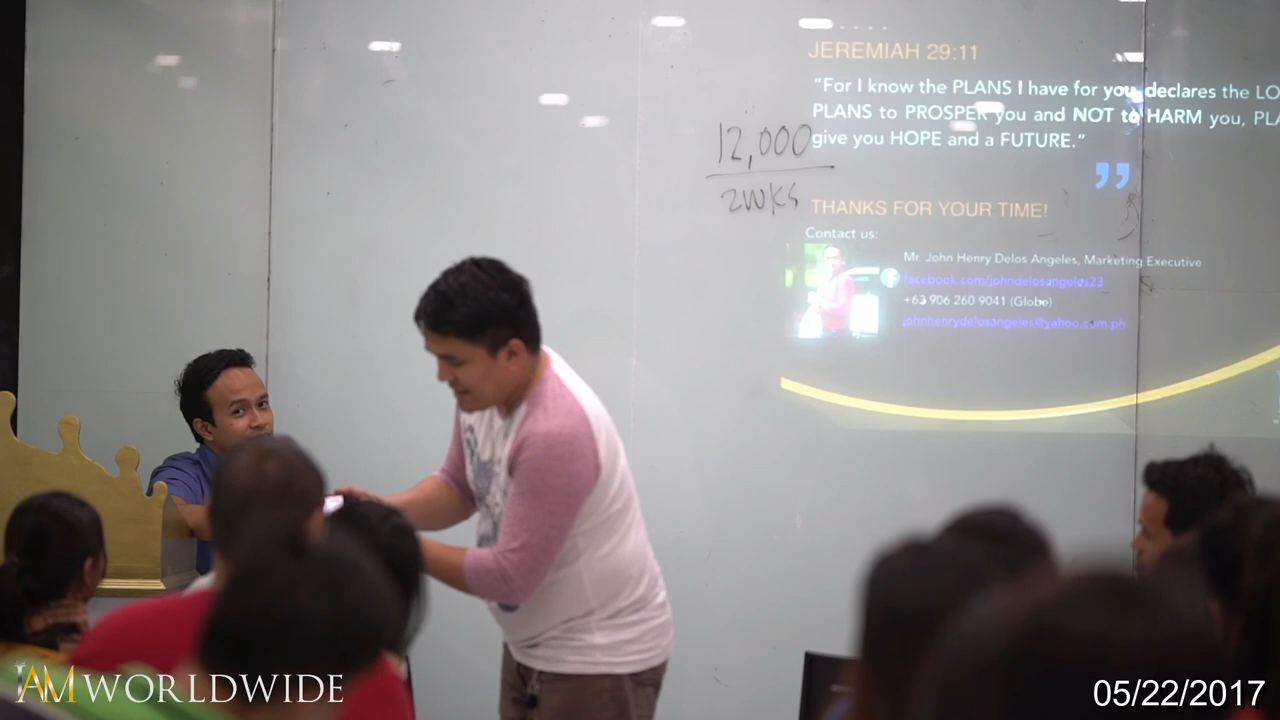 JEREMIAH 29:11
“For I know the PLANS I have for you, declares the
PLANS to PROSPER you and NOT to HARM you,
give you HOPE and a FUTURE.”
”
12,000
2wks
THANKS FOR YOUR TIME!
Contact us:
Mr. John Henry Delos Angeles, Marketing Executive
facebook.com/johndelosangeles23
+63 906 260 9041 (Globe)
johnhenrydelosangeles@yahoo.com.ph
IAM WORLDWIDE
05/22/2017